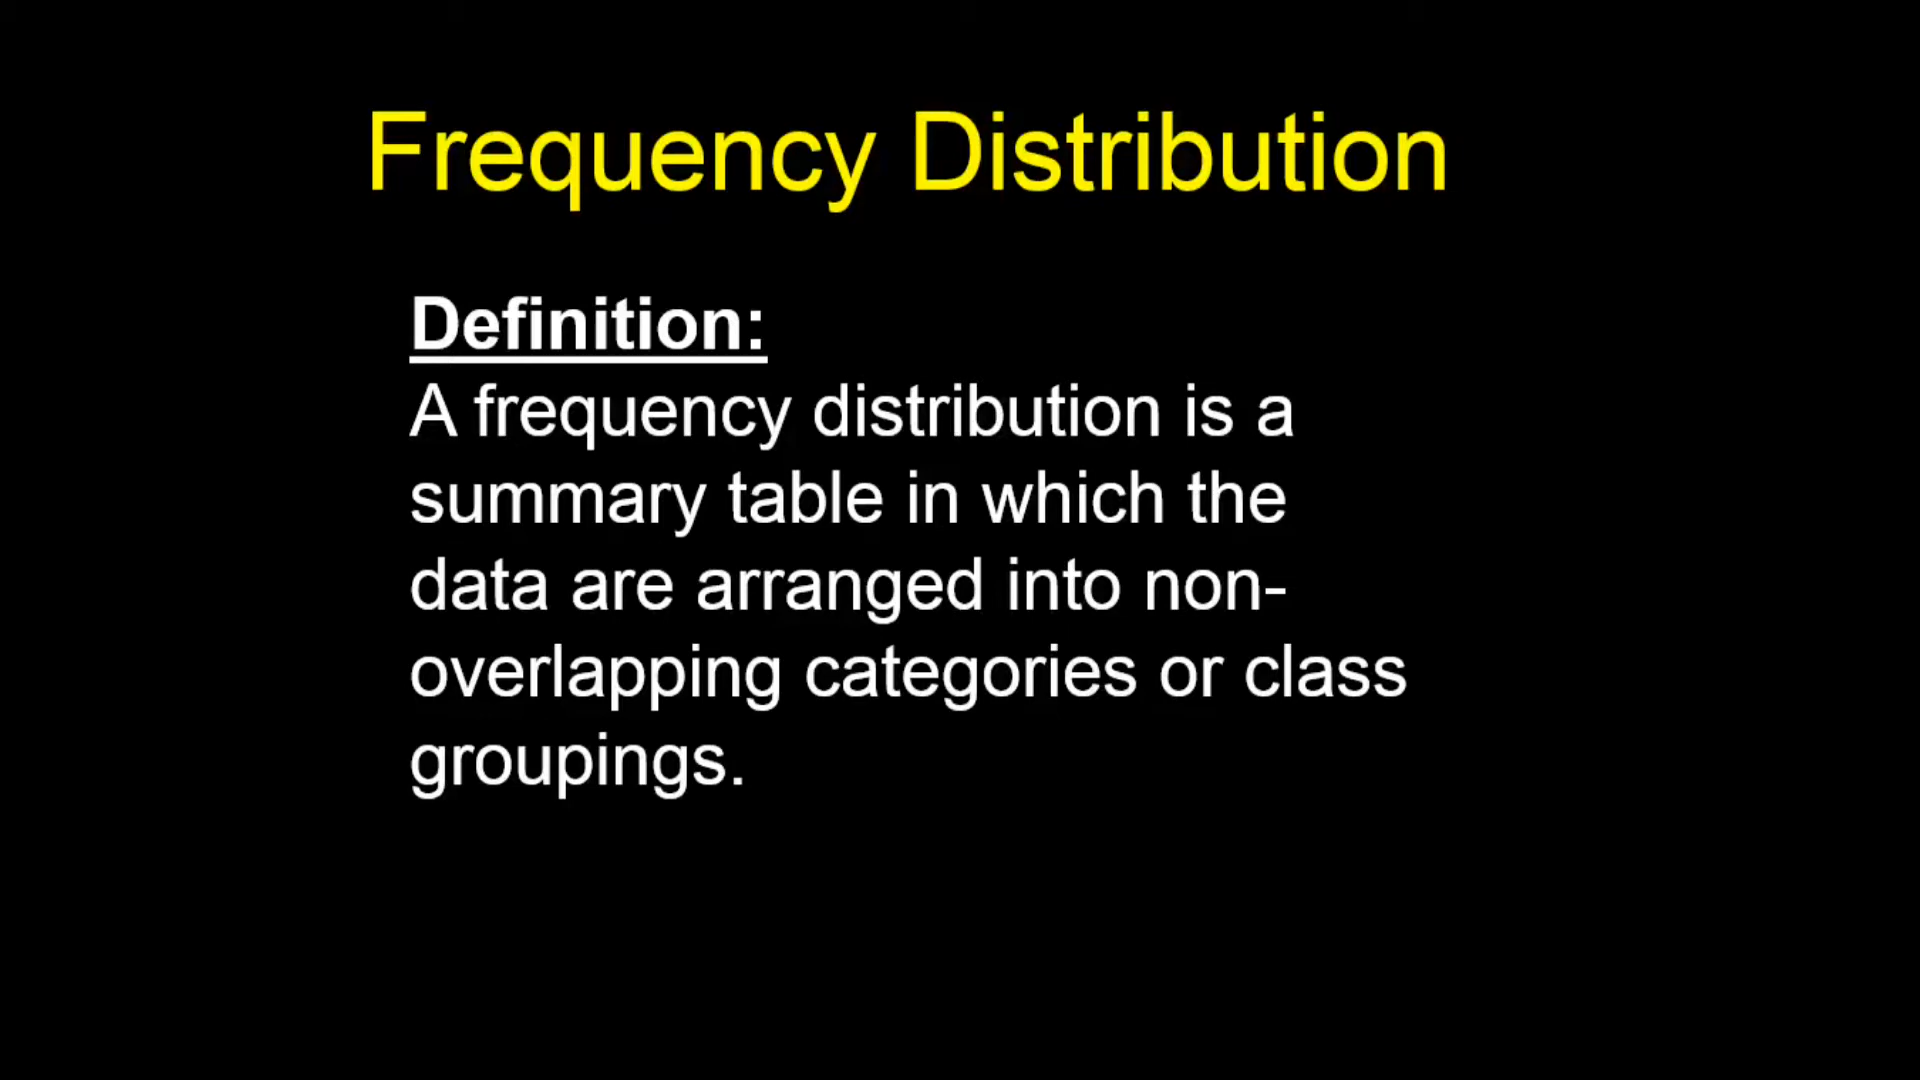 Frequency Distribution
Definition:
A frequency distribution is a
summary table in which the
data are arranged into non-
overlapping categories or class
groupings.